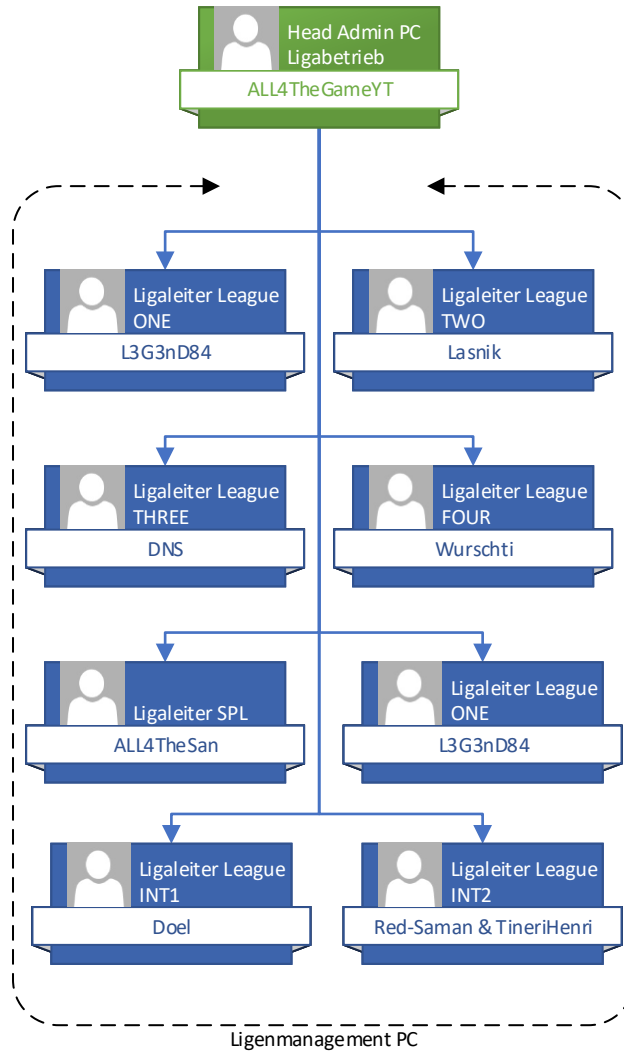 Head Admin PC
Ligabetrieb
ALL4TheGameYT
Ligaleiter League
ONE
L3G3nD84
Ligaleiter League
TWO
Lasnik
Ligaleiter League
THREE
DNS
Ligaleiter League
FOUR
Wurschti
Ligaleiter SPL
ALL4TheSan
Ligaleiter League
ONE
L3G3nD84
Ligaleiter League
INT1
Doel
Ligaleiter League
INT2
Red-Saman & TineriHenri
Ligenmanagement PC